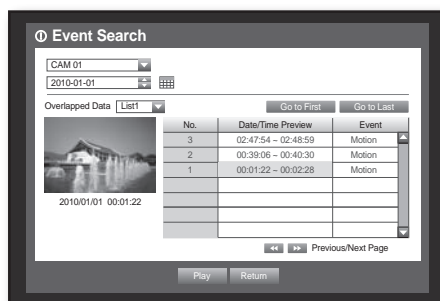 Event Search
CAM 01
2010-01-01
Overlapped Data List1 Go to First Go to Last
No. Date/Time Preview Event
3 02:47:54 ~ 02:48:59 Motion
2 00:39:06 ~ 00:40:30 Motion
1 00:01:22 ~ 00:02:28 Motion
2010/01/01 00:01:22
Previous/Next Page
Play Return